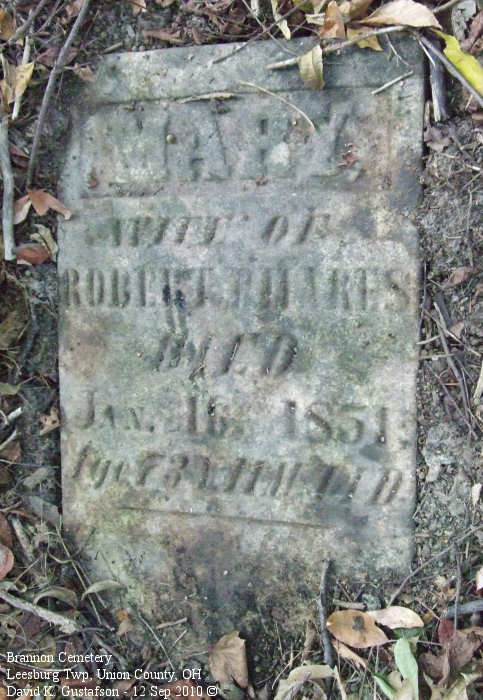 MARY
WIFE OF
ROBERT PHARES
DIED
JAN. 16. 1851.
Brannon Cemetery
Leesburg Twp, Union County, OH
David K. Gustafson - 12 Sep 2010 ©